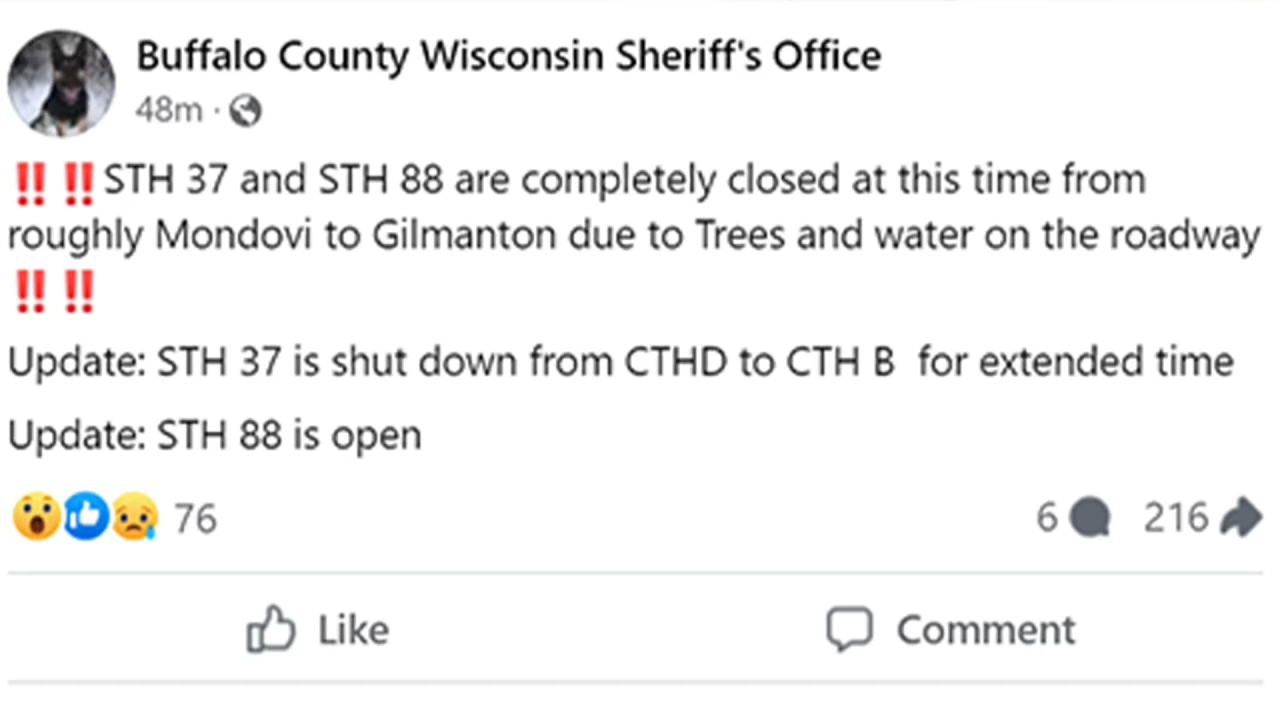 Buffalo County Wisconsin Sheriff's Office
48m ·
‼️ ‼️ STH 37 and STH 88 are completely closed at this time from
roughly Mondovi to Gilmanton due to Trees and water on the roadway
‼️ ‼️
Update: STH 37 is shut down from CTHD to CTH B  for extended time
Update: STH 88 is open
76
6 216
Like Comment